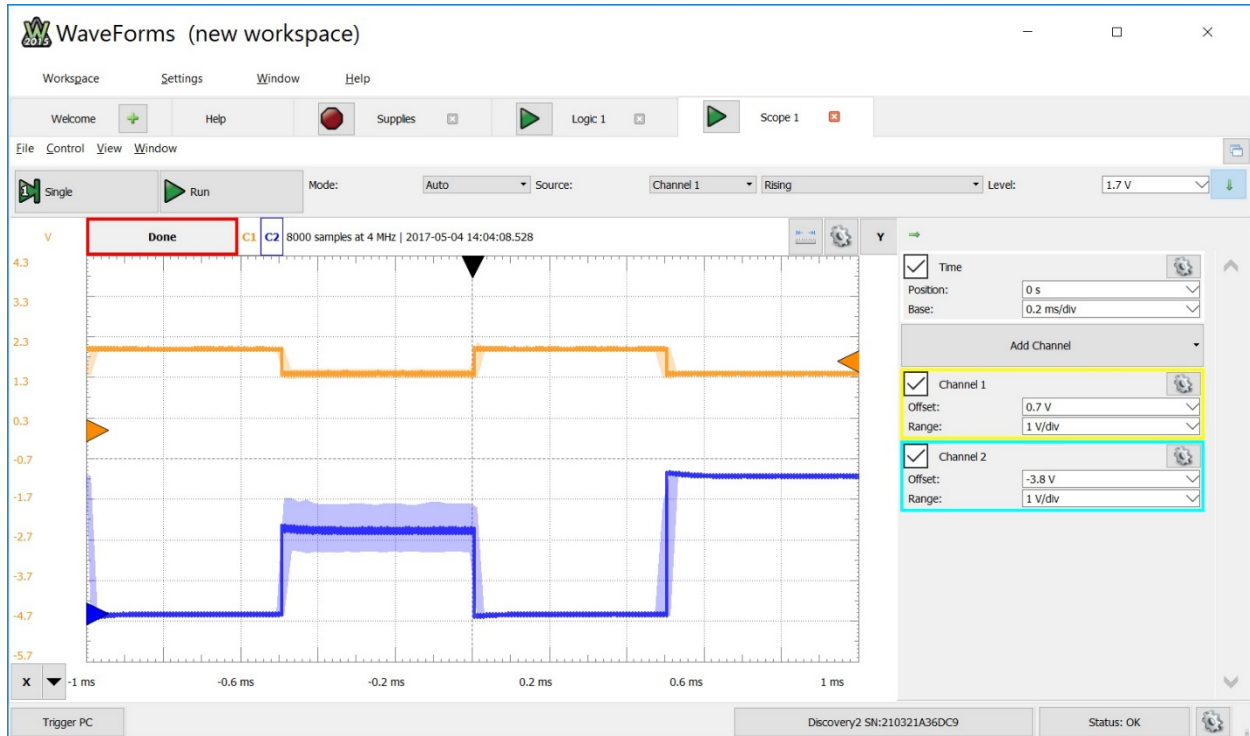 WaveForms (new workspace)
Workspace Settings Window Help
Welcome Help Supplies Logic 1 Scope 1
File Control View Window
1 Single Run Mode: Auto Source: Channel 1 Rising Level: 1.7 V
V Done C1 C2 8000 samples at 4 MHz | 2017-05-04 14:04:08.528 Y
4.3
3.3
2.3
1.3
0.3
-0.7
-1.7
-2.7
-3.7
-4.7
-5.7
X -1 ms -0.6 ms -0.2 ms 0.2 ms 0.6 ms 1 ms
Time
Position: 0 s
Base: 0.2 ms/div
Add Channel
Channel 1
Offset: 0.7 V
Range: 1 V/div
Channel 2
Offset: -3.8 V
Range: 1 V/div
Trigger PC Discovery2 SN:210321A36DC9 Status: OK